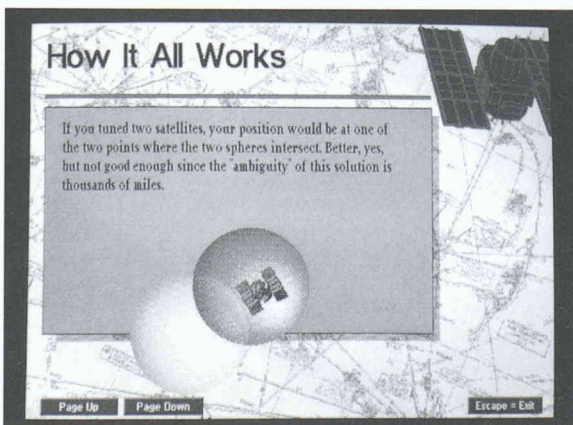 How It All Works
If you tuned two satellites, your position would be at one of
the two points where the two spheres intersect. Better, yes,
but not good enough since the "ambiguity" of this solution is
thousands of miles.
Page Up
Page Down
Escape = Exit